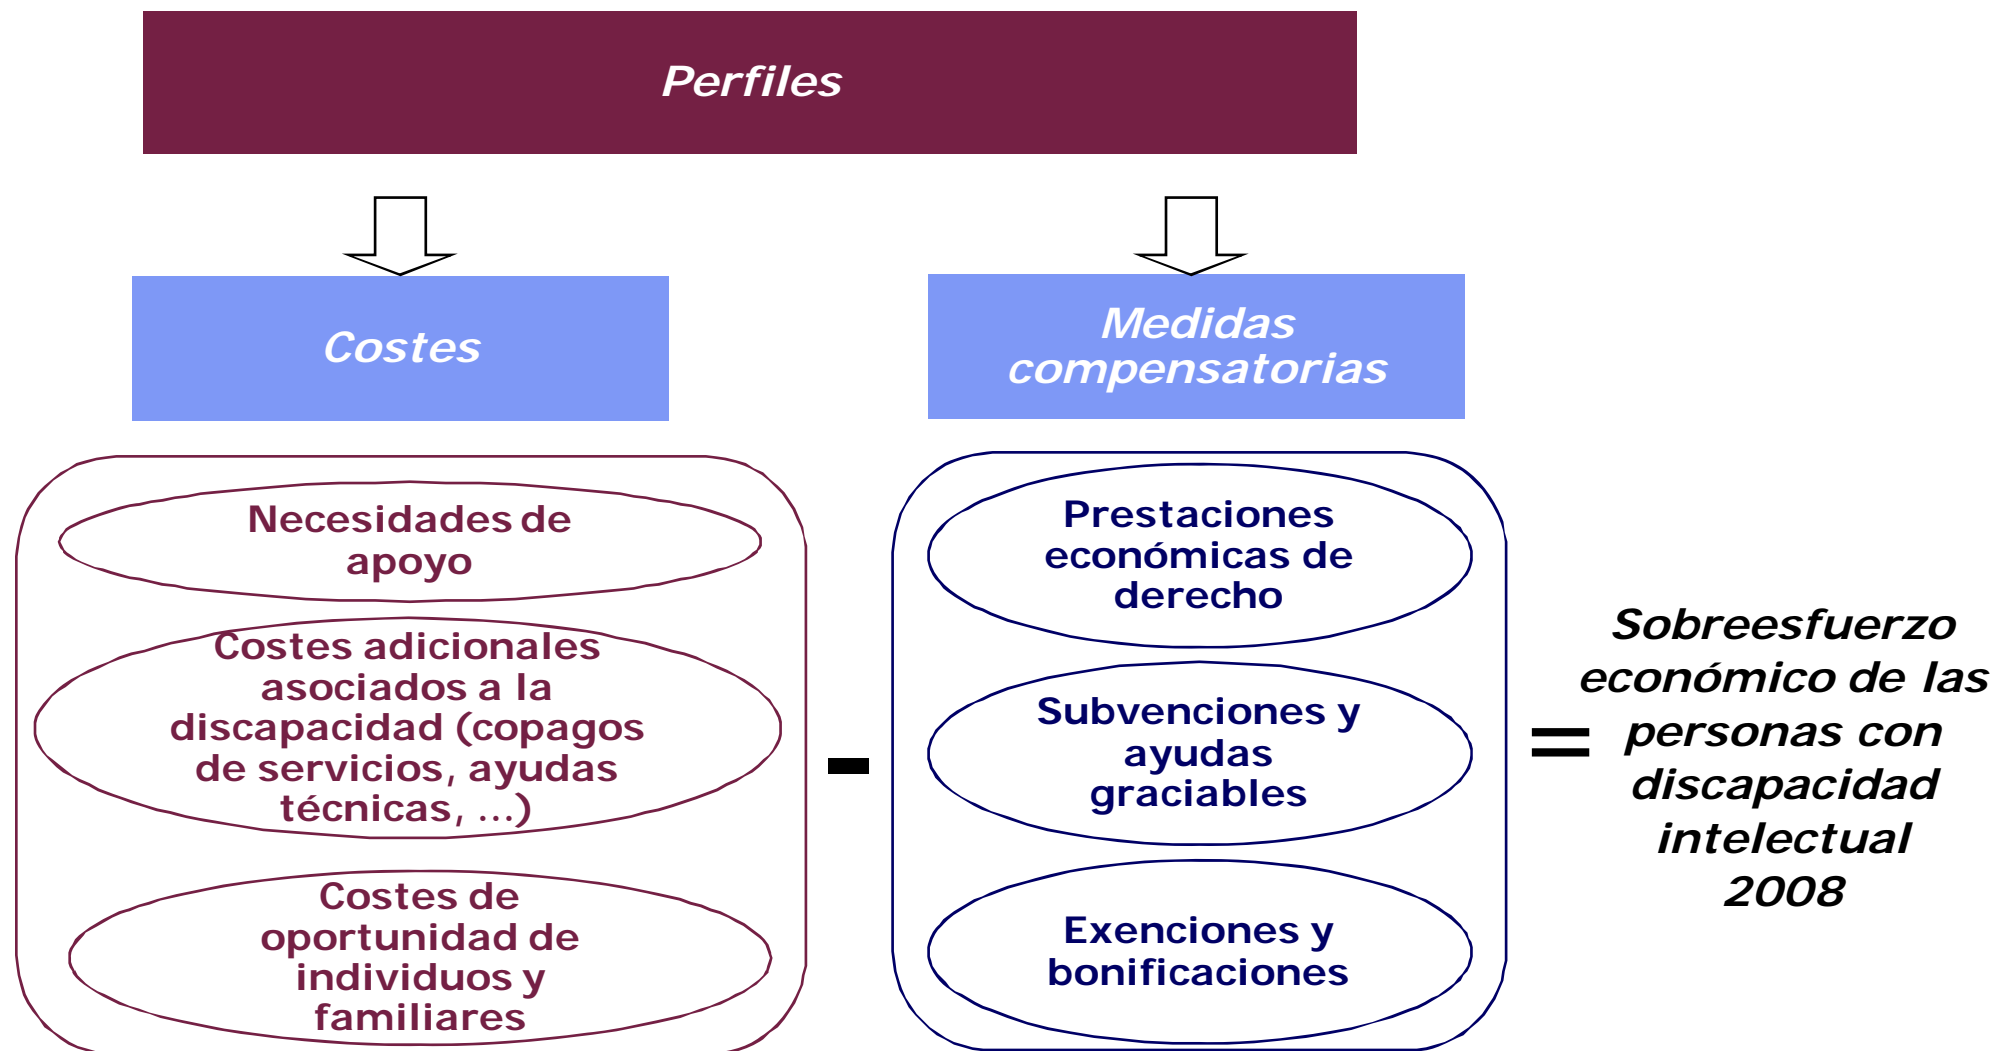 Perfiles
Costes
Medidas
compensatorias
Necesidades de
apoyo
Costes adicionales
asociados a la
discapacidad (copagos
de servicios, ayudas
técnicas, ...)
Costes de
oportunidad de
individuos y
familiares
-
Prestaciones
económicas de
derecho
Subvenciones y
ayudas
graciables
Exenciones y
bonificaciones
=
Sobreesfuerzo
económico de las
personas con
discapacidad
intelectual
2008